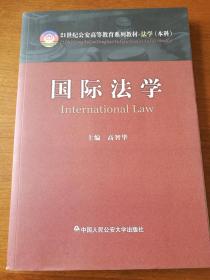 21世纪公安高等教育系列教材·法学(本科)
国际法学
International Law
主编 高智华
中国人民公安大学出版社